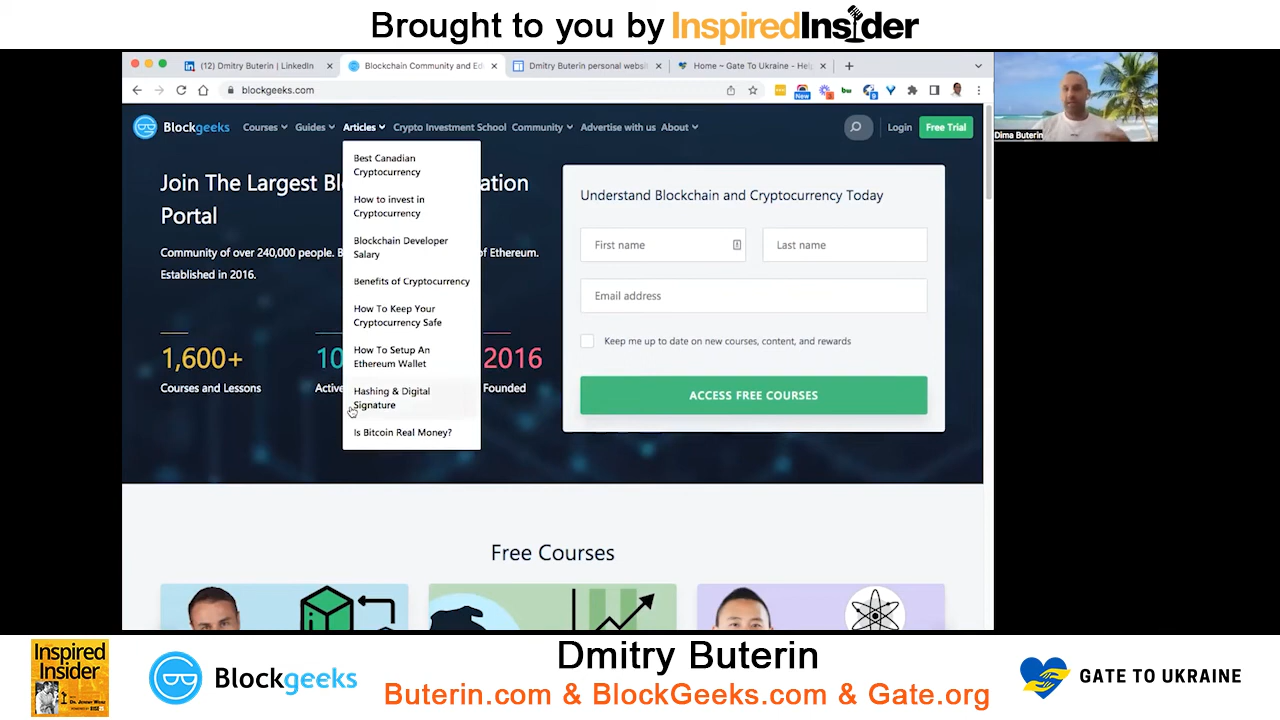 Brought to you by InspiredInsider
(12) Dmitry Buterin | LinkedIn
Blockchain Community and Ed
Dmitry Buterin personal websi
Home ~ Gate To Ukraine - Hel
blockgeeks.com
New
Dima Buterin
Blockgeeks
Courses
Guides
Articles
Crypto Investment School
Community
Advertise with us
About
Login
Free Trial
Best Canadian
Cryptocurrency
How to invest in
Cryptocurrency
Blockchain Developer
Salary
Benefits of Cryptocurrency
How To Keep Your
Cryptocurrency Safe
How To Setup An
Ethereum Wallet
Hashing & Digital
Signature
Is Bitcoin Real Money?
Join The Largest Bl ation
Portal
Community of over 240,000 people. B of Ethereum.
Established in 2016.
1,600+
Courses and Lessons
10
Active
2016
Founded
Understand Blockchain and Cryptocurrency Today
First name
Last name
Email address
Keep me up to date on new courses, content, and rewards
ACCESS FREE COURSES
Free Courses
Inspired
Insider
Blockgeeks
Dmitry Buterin
Buterin.com & BlockGeeks.com & Gate.org
GATE TO UKRAINE